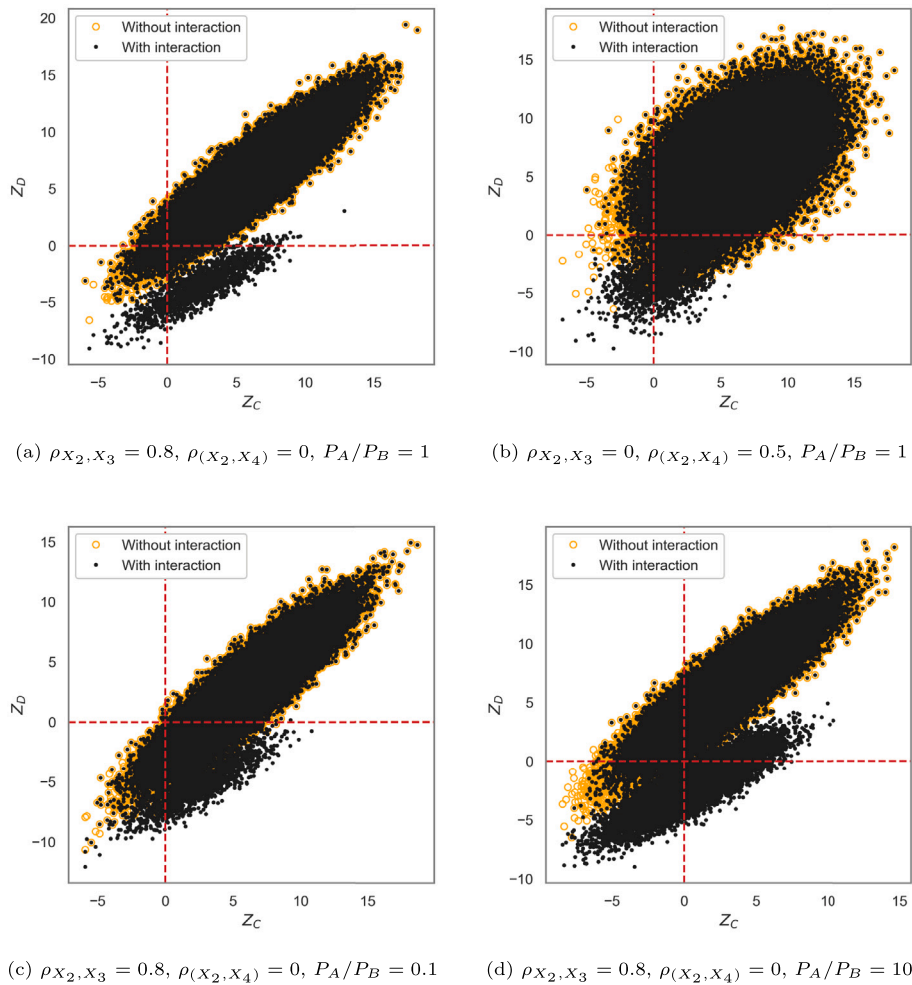 Without interaction
With interaction
20
15
10
5
0
−5
−10
Z_D
−5
0
5
10
15
Z_C
(a) ρ_{X_2,X_3} = 0.8, ρ_{(X_2,X_4)} = 0, P_A/P_B = 1
Without interaction
With interaction
15
10
5
0
−5
−10
Z_D
−5
0
5
10
15
Z_C
(b) ρ_{X_2,X_3} = 0, ρ_{(X_2,X_4)} = 0.5, P_A/P_B = 1
Without interaction
With interaction
15
10
5
0
−5
−10
Z_D
−5
0
5
10
15
Z_C
(c) ρ_{X_2,X_3} = 0.8, ρ_{(X_2,X_4)} = 0, P_A/P_B = 0.1
Without interaction
With interaction
15
10
5
0
−5
−10
Z_D
−5
0
5
10
15
Z_C
(d) ρ_{X_2,X_3} = 0.8, ρ_{(X_2,X_4)} = 0, P_A/P_B = 10